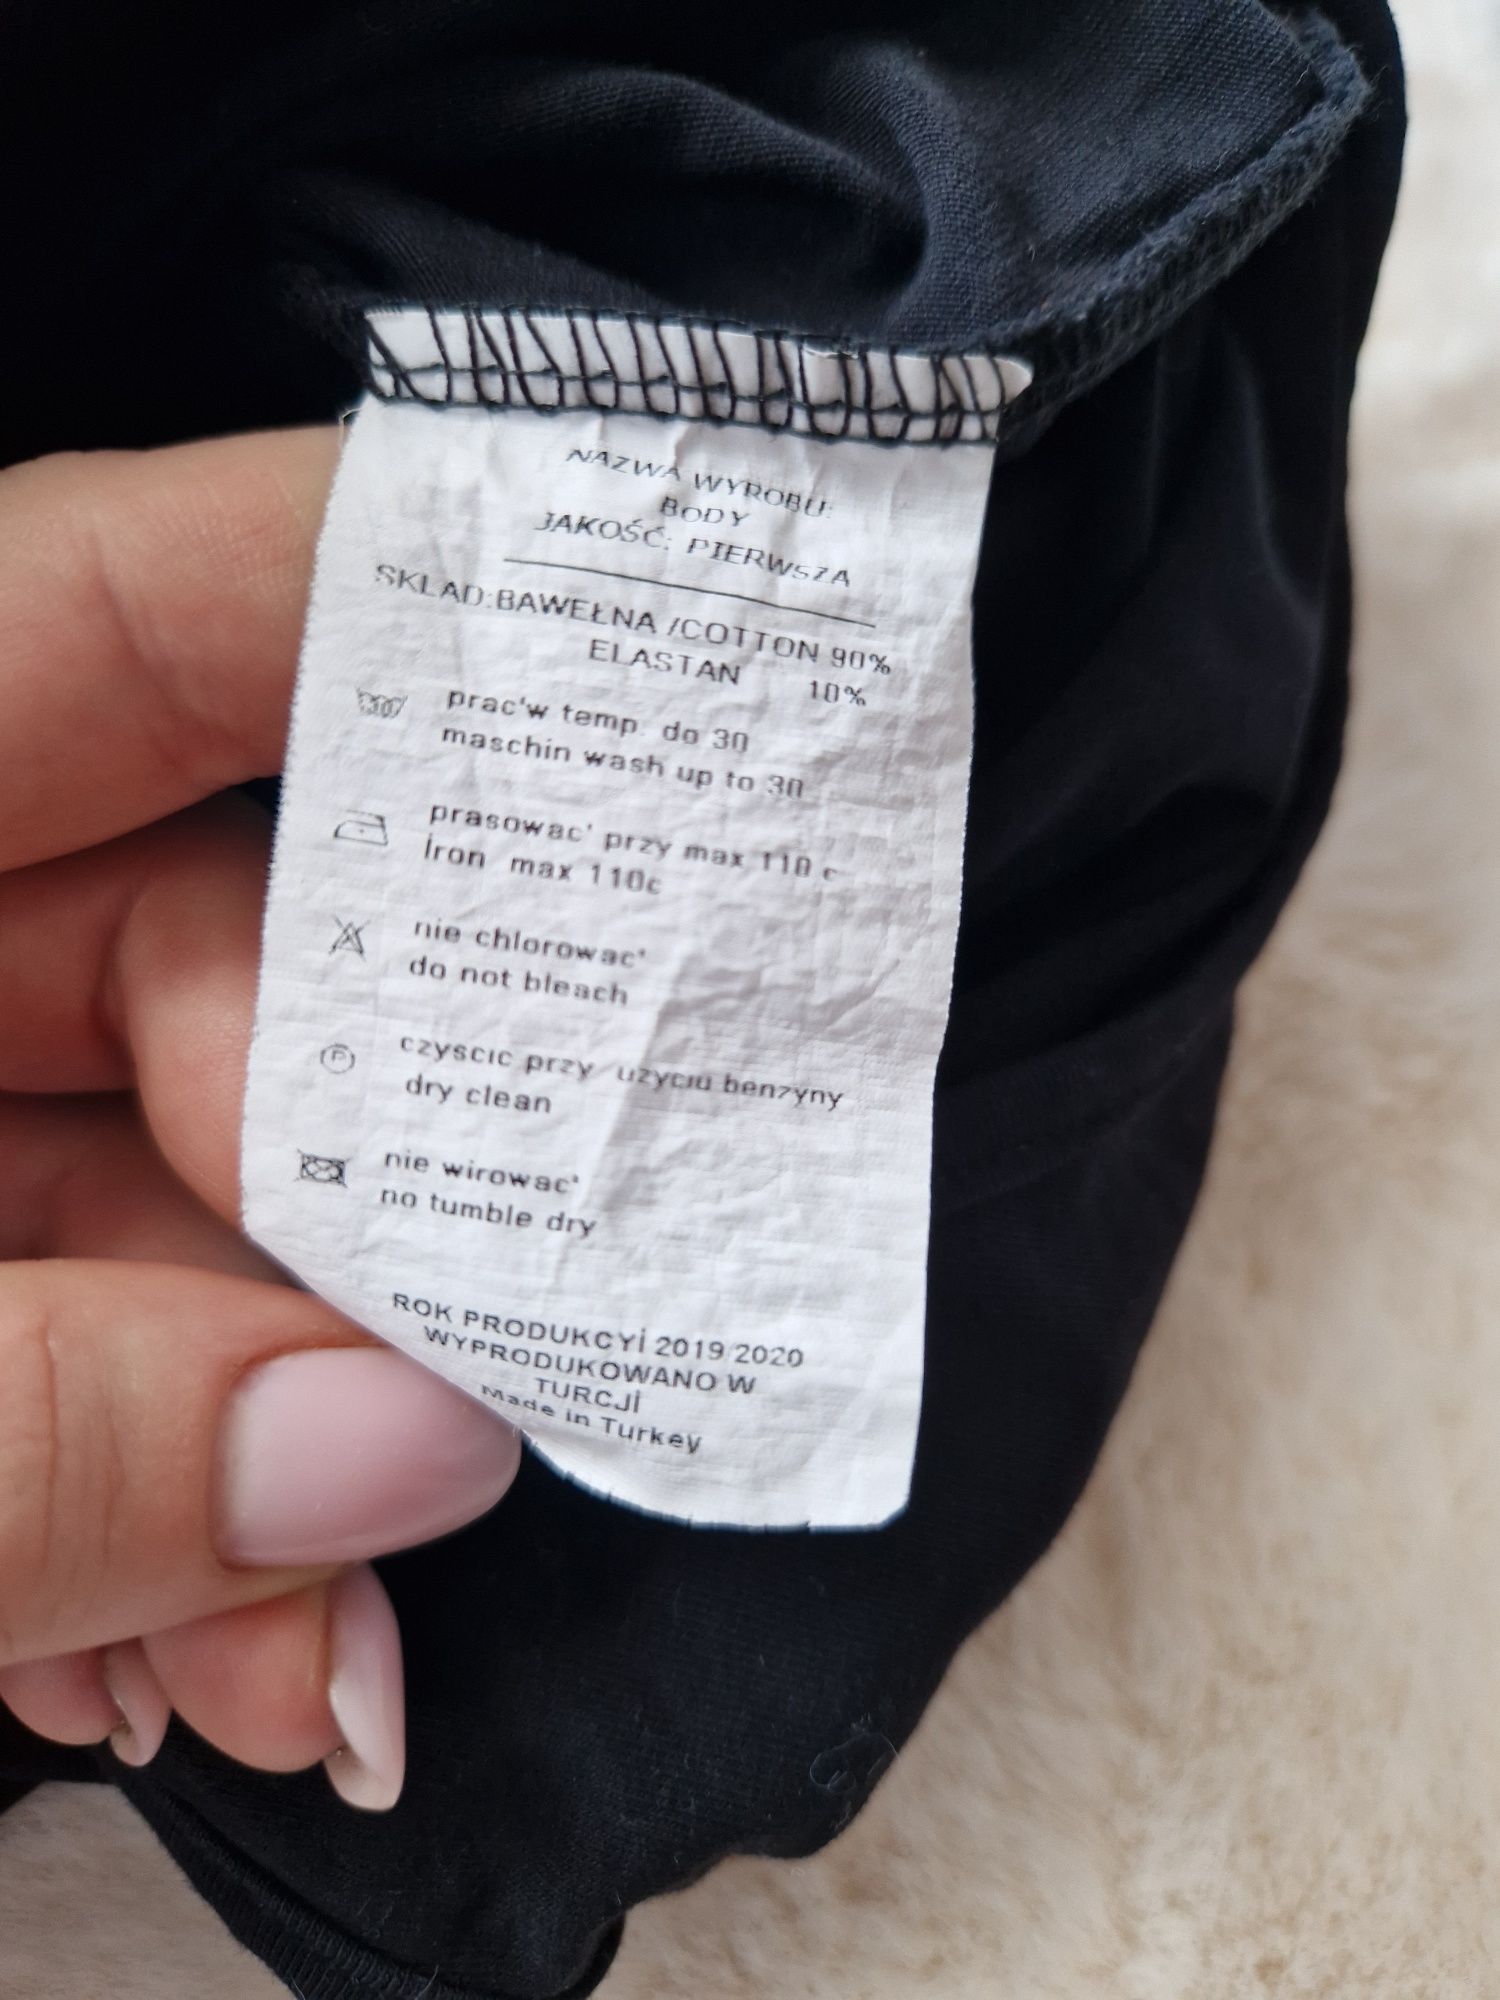 NAZWA WYROBU:
BODY
JAKOŚĆ: PIERWSZA
SKLAD:BAWEŁNA /COTTON 90%
ELASTAN 10%
30
prac'w temp. do 30
maschin wash up to 30
prasowac' przy max 110 c
İron max 110c
nie chlorowac'
do not bleach
P
czyscic przy uzyciu benzyny
dry clean
nie wirowac'
no tumble dry
ROK PRODUKCYİ 2019/2020
WYPRODUKOWANO W
TURCJİ
Made in Turkey